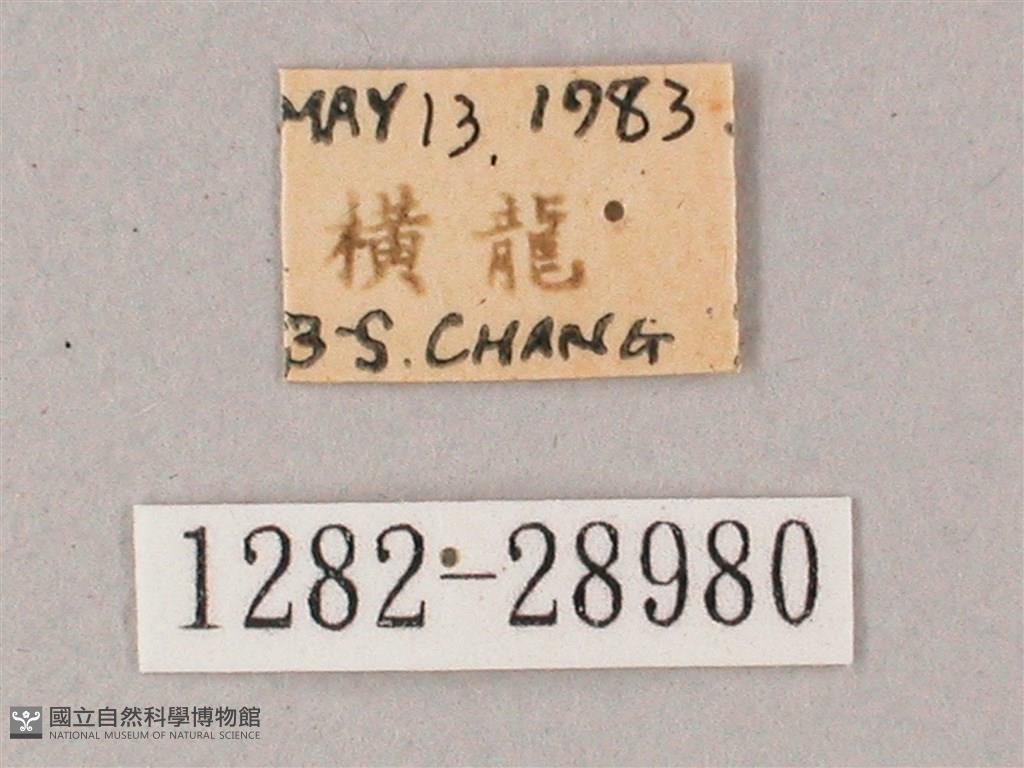 MAY 13, 1983
橫龍
B-S. CHANG
1282-28980
國立自然科學博物館
NATIONAL MUSEUM OF NATURAL SCIENCE